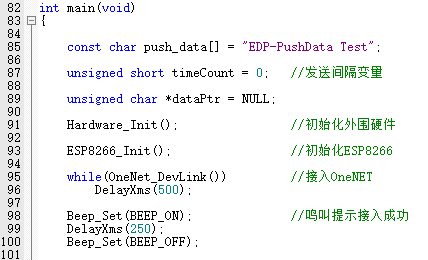 82 int main(void)
83 {
84
85 const char push_data[] = "EDP-PushData Test";
86
87 unsigned short timeCount = 0; //发送间隔变量
88
89 unsigned char *dataPtr = NULL;
90
91 Hardware_Init(); //初始化外围硬件
92
93 ESP8266_Init(); //初始化ESP8266
94
95 while(OneNet_DevLink()) //接入OneNET
96 DelayXms(500);
97
98 Beep_Set(BEEP_ON); //鸣叫提示接入成功
99 DelayXms(250);
100 Beep_Set(BEEP_OFF);
101